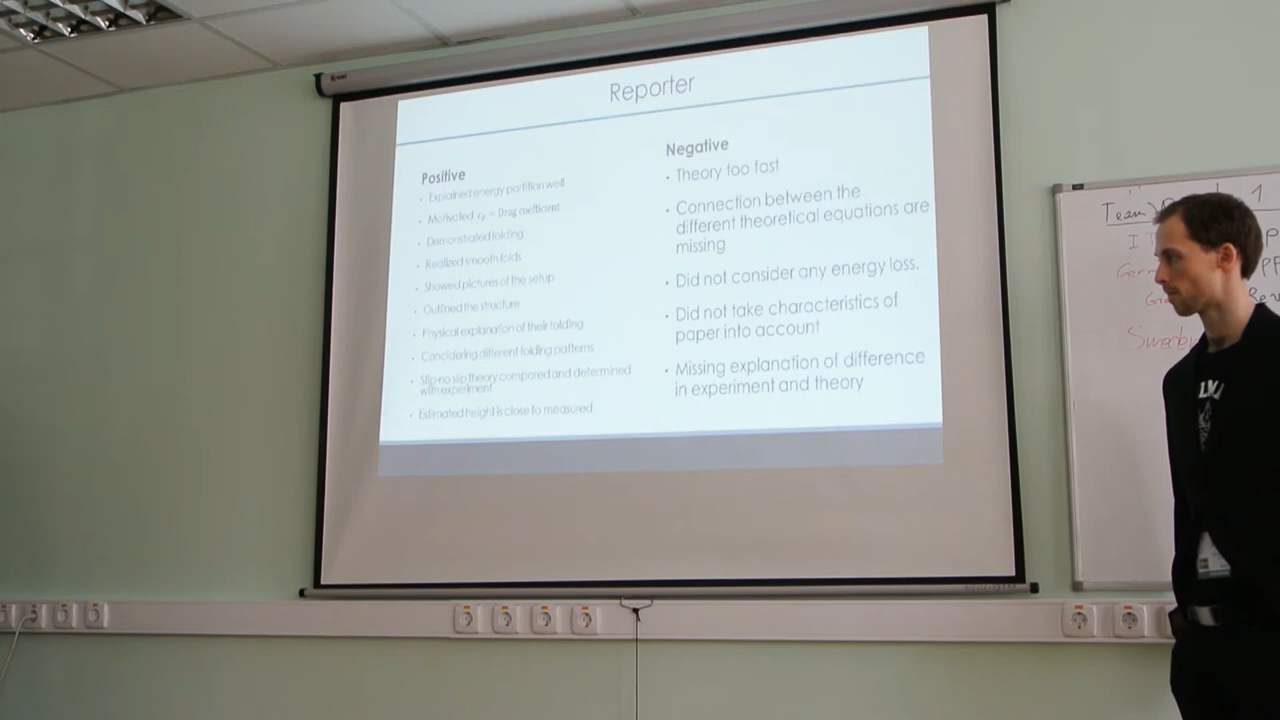 Reporter
Positive
• Explained energy partition well
• Motivated = Drag coefficient
• Demonstrated folding
• Realized smooth folds
• Showed pictures of the setup
• Outlined the structure
• Physical explanation of their folding
• Considering different folding patterns
• Slip-no slip theory compared and determined
with experiment
• Estimated height is close to measured
Negative
• Theory too fast
• Connection between the
different theoretical equations are
missing
• Did not consider any energy loss.
• Did not take characteristics of
paper into account
• Missing explanation of difference
in experiment and theory
Team
1
Sweden